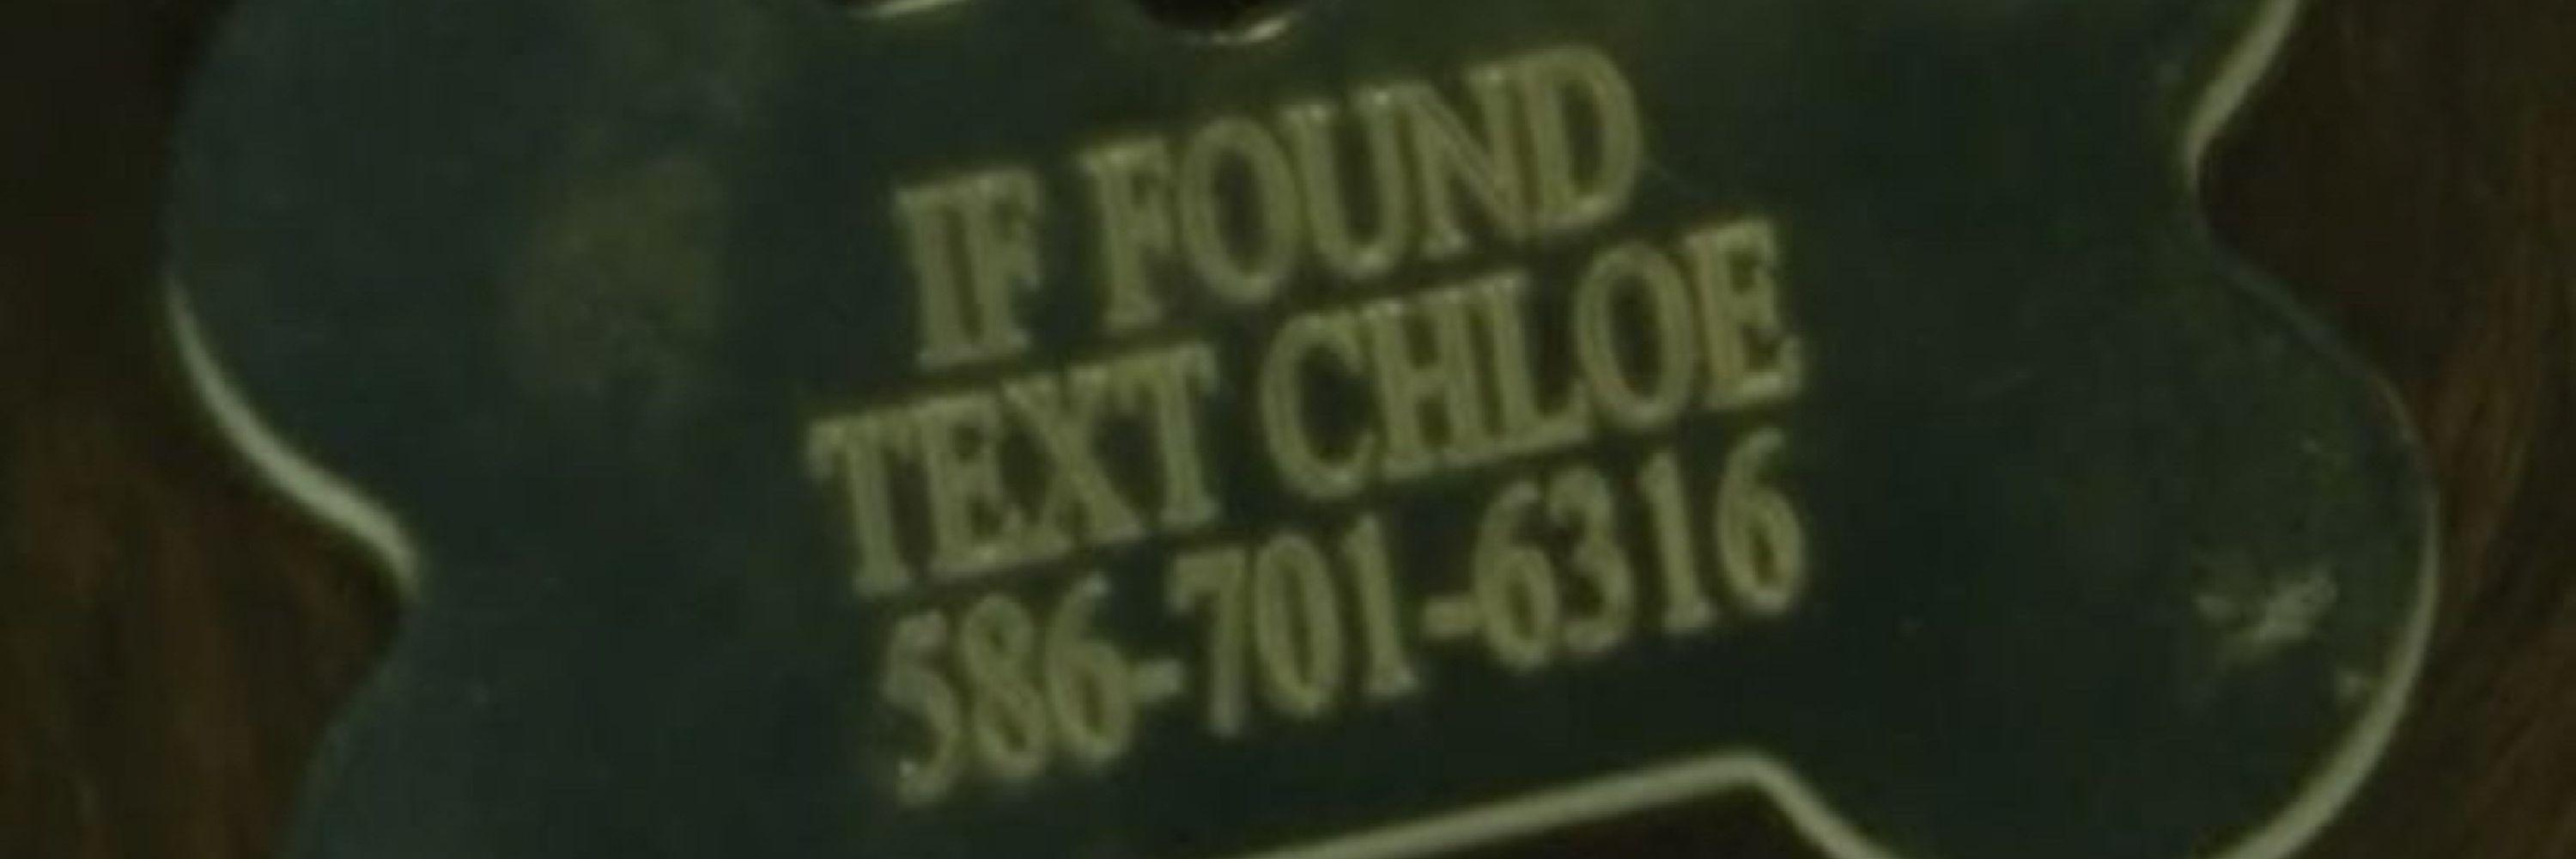 IF FOUND
TEXT CHLOE
586-701-6316